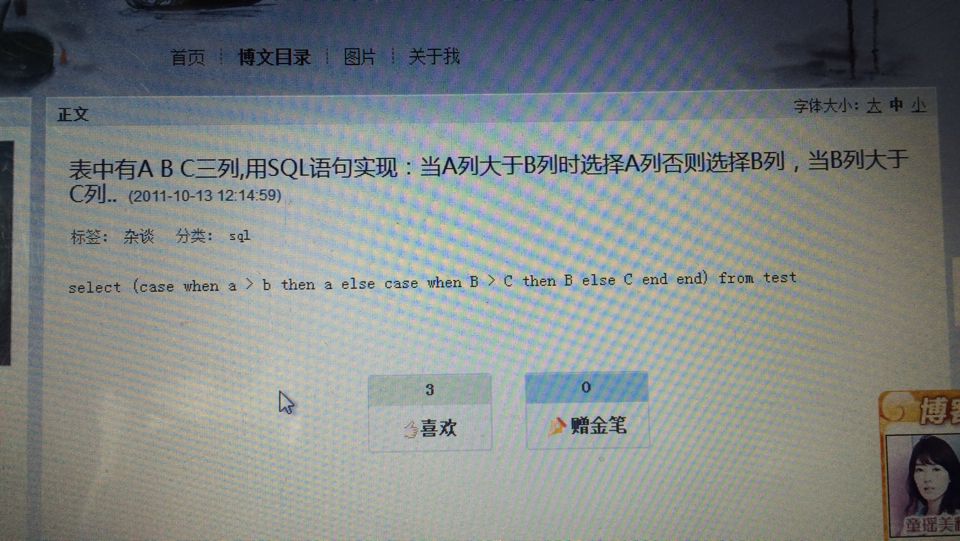 首页 博文目录 图片 关于我
正文
字体大小：大 中 小
表中有A B C三列,用SQL语句实现：当A列大于B列时选择A列否则选择B列，当B列大于
C列.. (2011-10-13 12:14:59)
标签： 杂谈 分类： sql
select (case when a > b then a else case when B > C then B else C end end) from test
3
喜欢
0
赠金笔
博
童瑶美